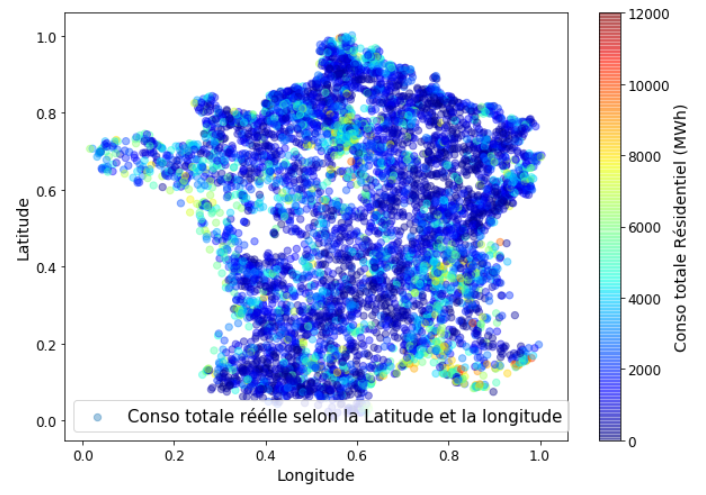 1.0
0.8
0.6
0.4
0.2
0.0
Latitude
0.0 0.2 0.4 0.6 0.8 1.0
Longitude
Conso totale réélle selon la Latitude et la longitude
12000
10000
8000
6000
4000
2000
0
Conso totale Résidentiel (MWh)